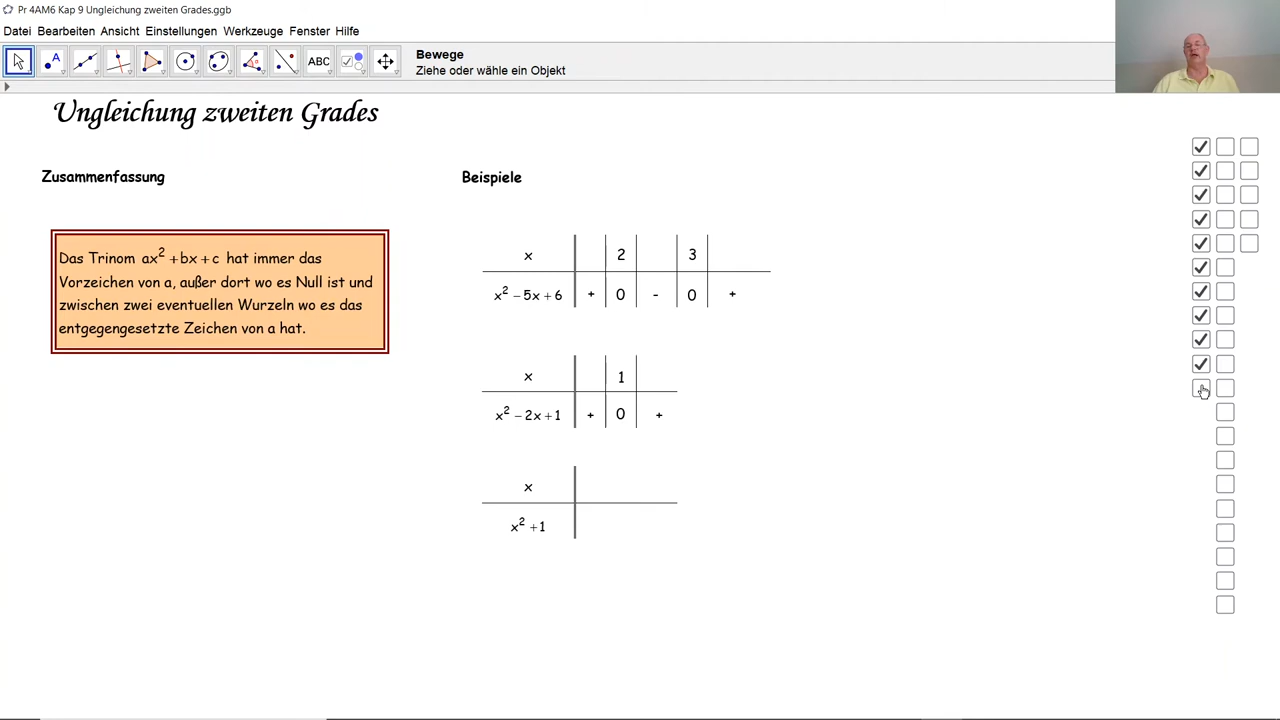 Pr 4AM6 Kap 9 Ungleichung zweiten Grades.ggb
Datei Bearbeiten Ansicht Einstellungen Werkzeuge Fenster Hilfe
A
ABC
Bewege
Ziehe oder wähle ein Objekt
Ungleichung zweiten Grades
Zusammenfassung
Das Trinom ax² + bx + c hat immer das
Vorzeichen von a, außer dort wo es Null ist und
zwischen zwei eventuellen Wurzeln wo es das
entgegengesetzte Zeichen von a hat.
Beispiele
x 2 3
x² − 5x + 6 + 0 - 0 +
x 1
x² − 2x + 1 + 0 +
x
x² + 1